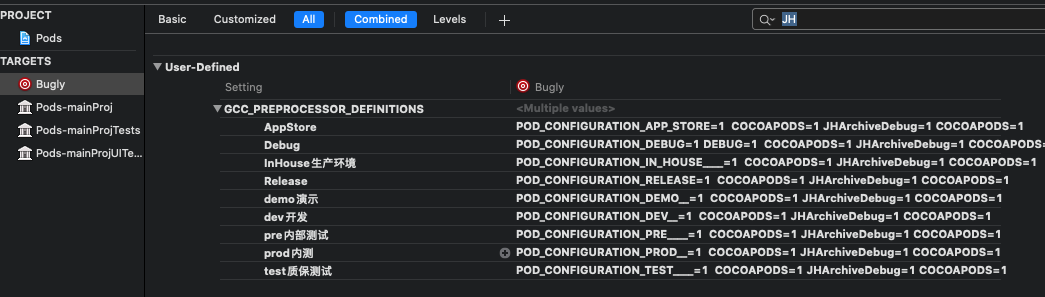 PROJECT
Basic Customized All Combined Levels JH
Pods
TARGETS
User-Defined
Bugly
Setting Bugly
Pods-mainProj
GCC_PREPROCESSOR_DEFINITIONS <Multiple values>
Pods-mainProjTests
AppStore POD_CONFIGURATION_APP_STORE=1 COCOAPODS=1 JHArchiveDebug=1 COCOAPODS=1
Debug POD_CONFIGURATION_DEBUG=1 DEBUG=1 COCOAPODS=1 JHArchiveDebug=1 COCOAPODS=
Pods-mainProjUITe...
InHouse生产环境 POD_CONFIGURATION_IN_HOUSE____=1 COCOAPODS=1 JHArchiveDebug=1 COCOAPODS=1
Release POD_CONFIGURATION_RELEASE=1 COCOAPODS=1 JHArchiveDebug=1 COCOAPODS=1
demo演示 POD_CONFIGURATION_DEMO__=1 COCOAPODS=1 JHArchiveDebug=1 COCOAPODS=1
dev开发 POD_CONFIGURATION_DEV__=1 COCOAPODS=1 JHArchiveDebug=1 COCOAPODS=1
pre内部测试 POD_CONFIGURATION_PRE____=1 COCOAPODS=1 JHArchiveDebug=1 COCOAPODS=1
prod内测 POD_CONFIGURATION_PROD__=1 COCOAPODS=1 JHArchiveDebug=1 COCOAPODS=1
test质保测试 POD_CONFIGURATION_TEST____=1 COCOAPODS=1 JHArchiveDebug=1 COCOAPODS=1